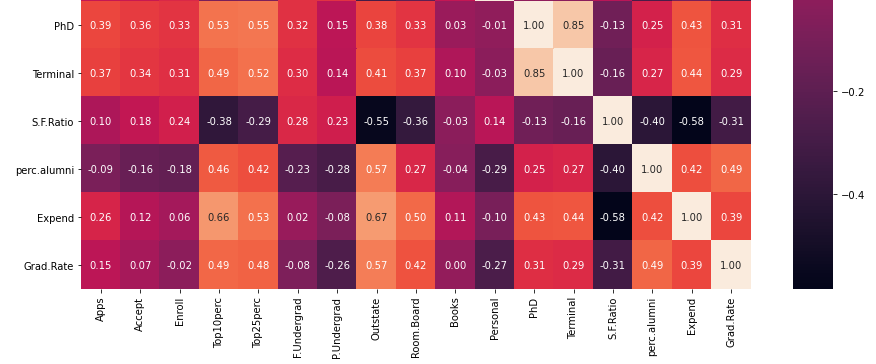 PhD 0.39 0.36 0.33 0.53 0.55 0.32 0.15 0.38 0.33 0.03 -0.01 1.00 0.85 -0.13 0.25 0.43 0.31
Terminal 0.37 0.34 0.31 0.49 0.52 0.30 0.14 0.41 0.37 0.10 -0.03 0.85 1.00 -0.16 0.27 0.44 0.29
-0.2
S.F.Ratio 0.10 0.18 0.24 -0.38 -0.29 0.28 0.23 -0.55 -0.36 -0.03 0.14 -0.13 -0.16 1.00 -0.40 -0.58 -0.31
perc.alumni -0.09 -0.16 -0.18 0.46 0.42 -0.23 -0.28 0.57 0.27 -0.04 -0.29 0.25 0.27 -0.40 1.00 0.42 0.49
-0.4
Expend 0.26 0.12 0.06 0.66 0.53 0.02 -0.08 0.67 0.50 0.11 -0.10 0.43 0.44 -0.58 0.42 1.00 0.39
Grad.Rate 0.15 0.07 -0.02 0.49 0.48 -0.08 -0.26 0.57 0.42 0.00 -0.27 0.31 0.29 -0.31 0.49 0.39 1.00
Apps
Accept
Enroll
Top10perc
Top25perc
F.Undergrad
P.Undergrad
Outstate
Room.Board
Books
Personal
PhD
Terminal
S.F.Ratio
perc.alumni
Expend
Grad.Rate